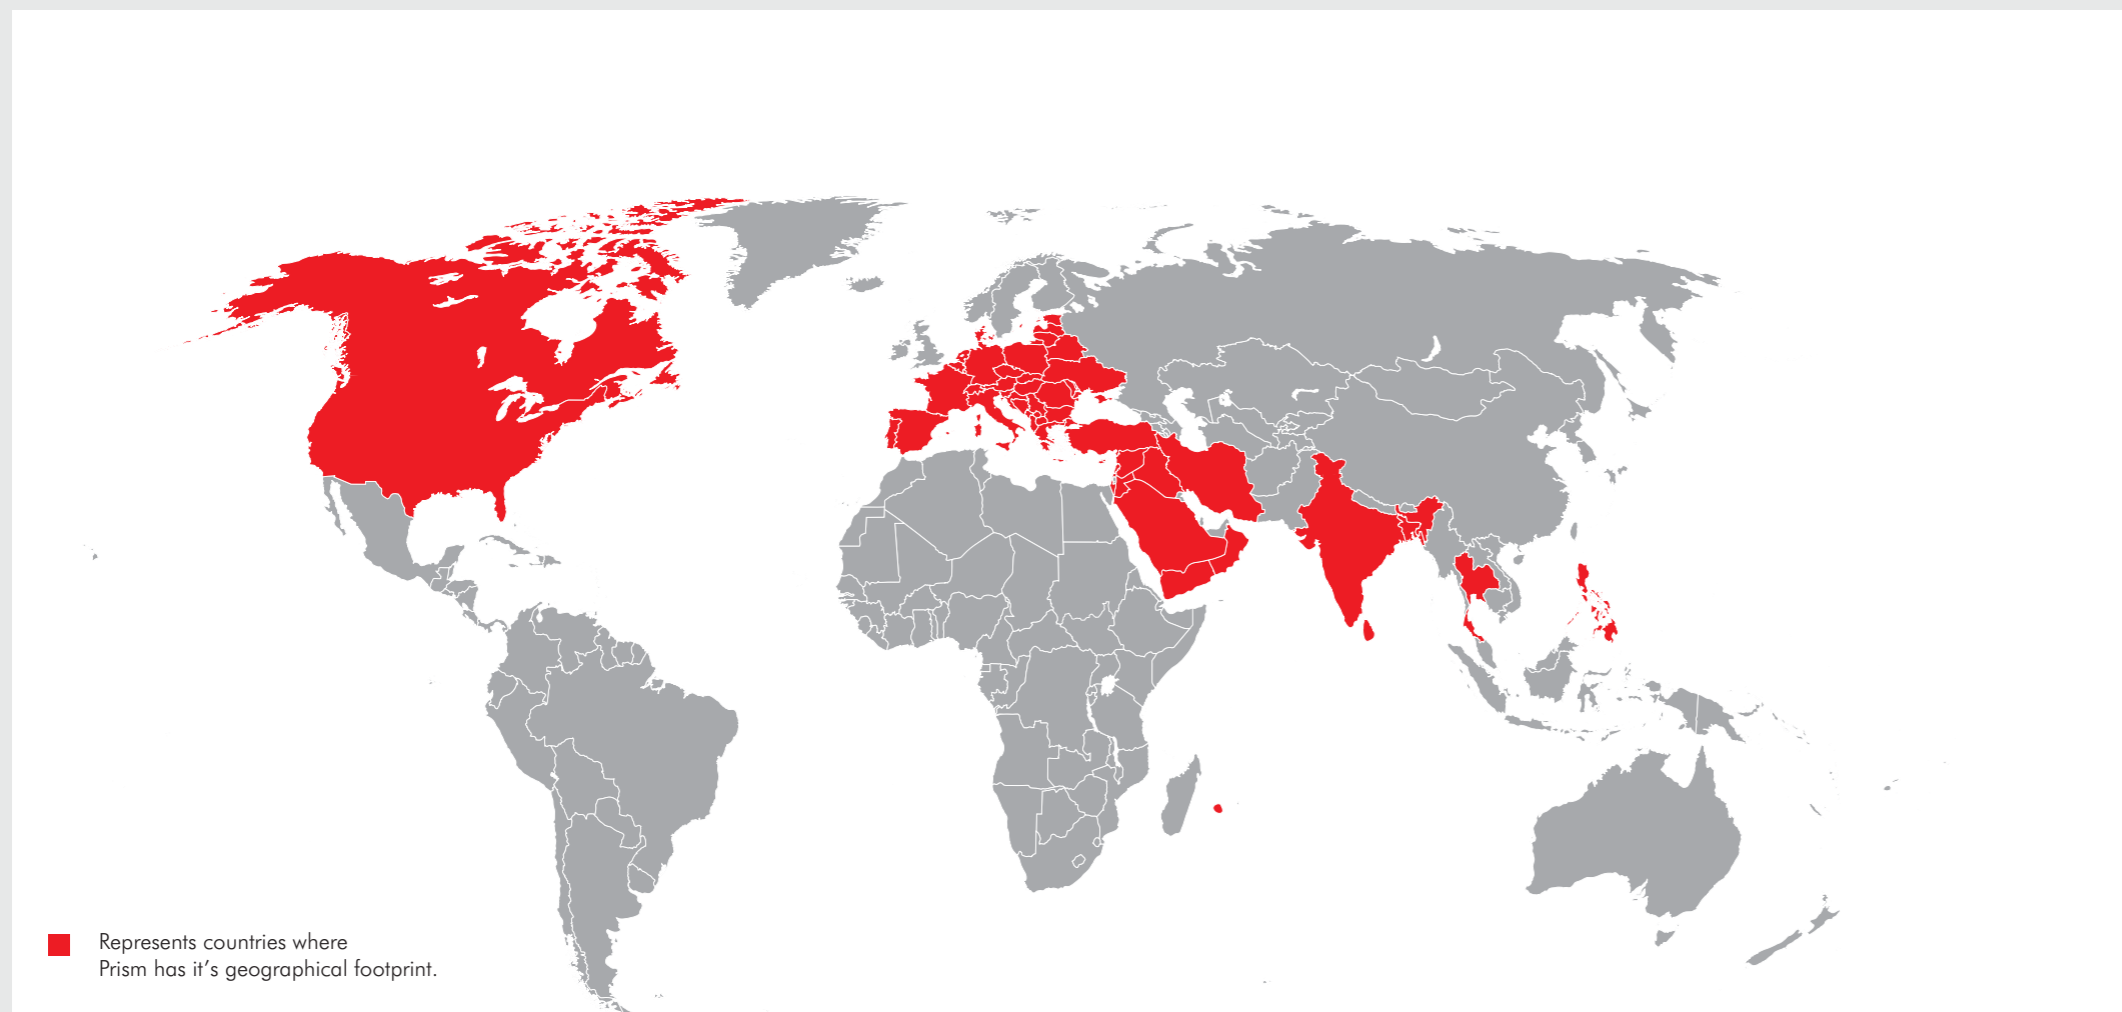 Represents countries where
Prism has it’s geographical footprint.